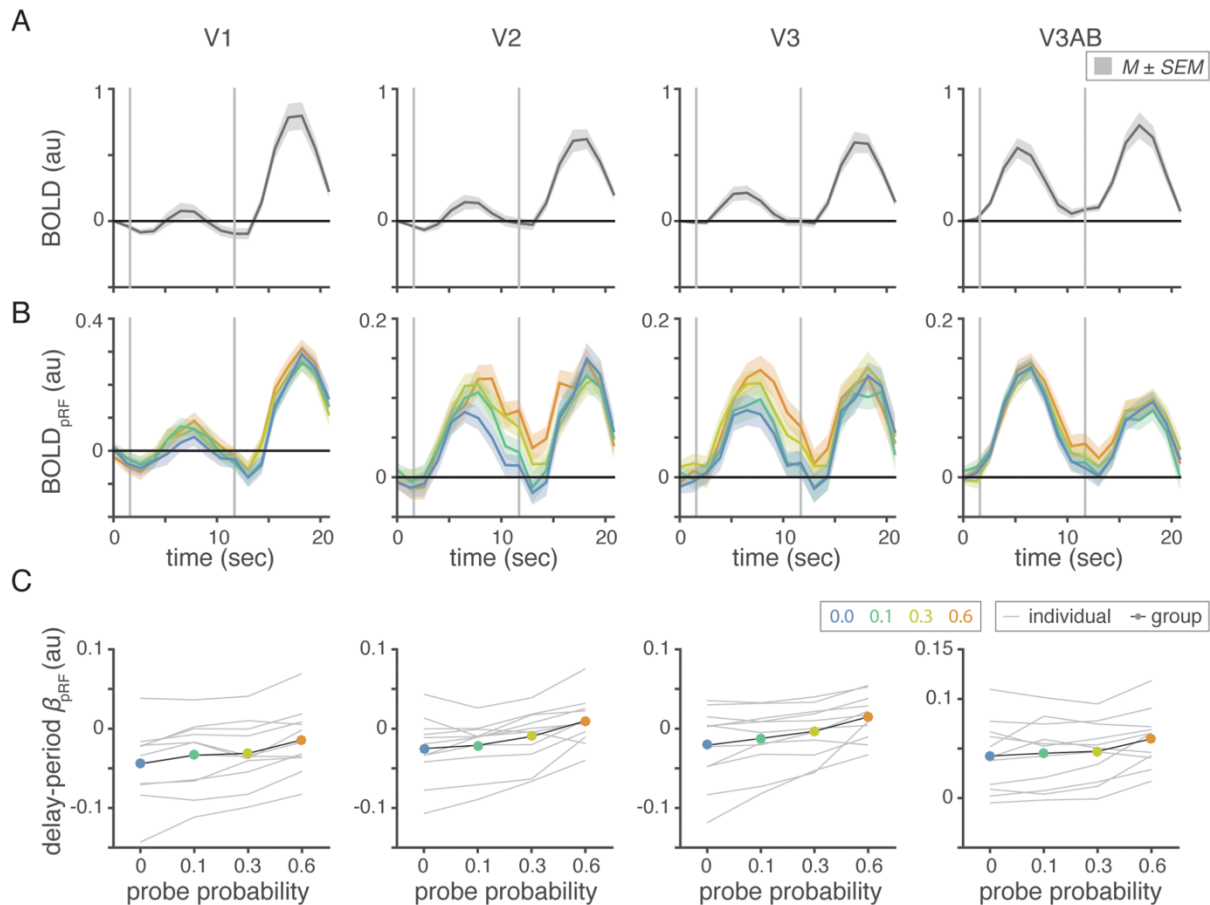 A
V1 V2 V3 V3AB
M ± SEM
BOLD (au)
1 1 1 1
0 0 0 0
B
BOLDpRF (au)
0.4 0.2 0.2 0.2
0 0 0 0
0 10 20 0 10 20 0 10 20 0 10 20
time (sec) time (sec) time (sec) time (sec)
C
0.0 0.1 0.3 0.6 individual group
delay-period βpRF (au)
0.1 0.1 0.1 0.15
0 0 0 0.1
-0.1 -0.1 -0.1 0
0 0.1 0.3 0.6 0 0.1 0.3 0.6 0 0.1 0.3 0.6 0 0.1 0.3 0.6
probe probability probe probability probe probability probe probability